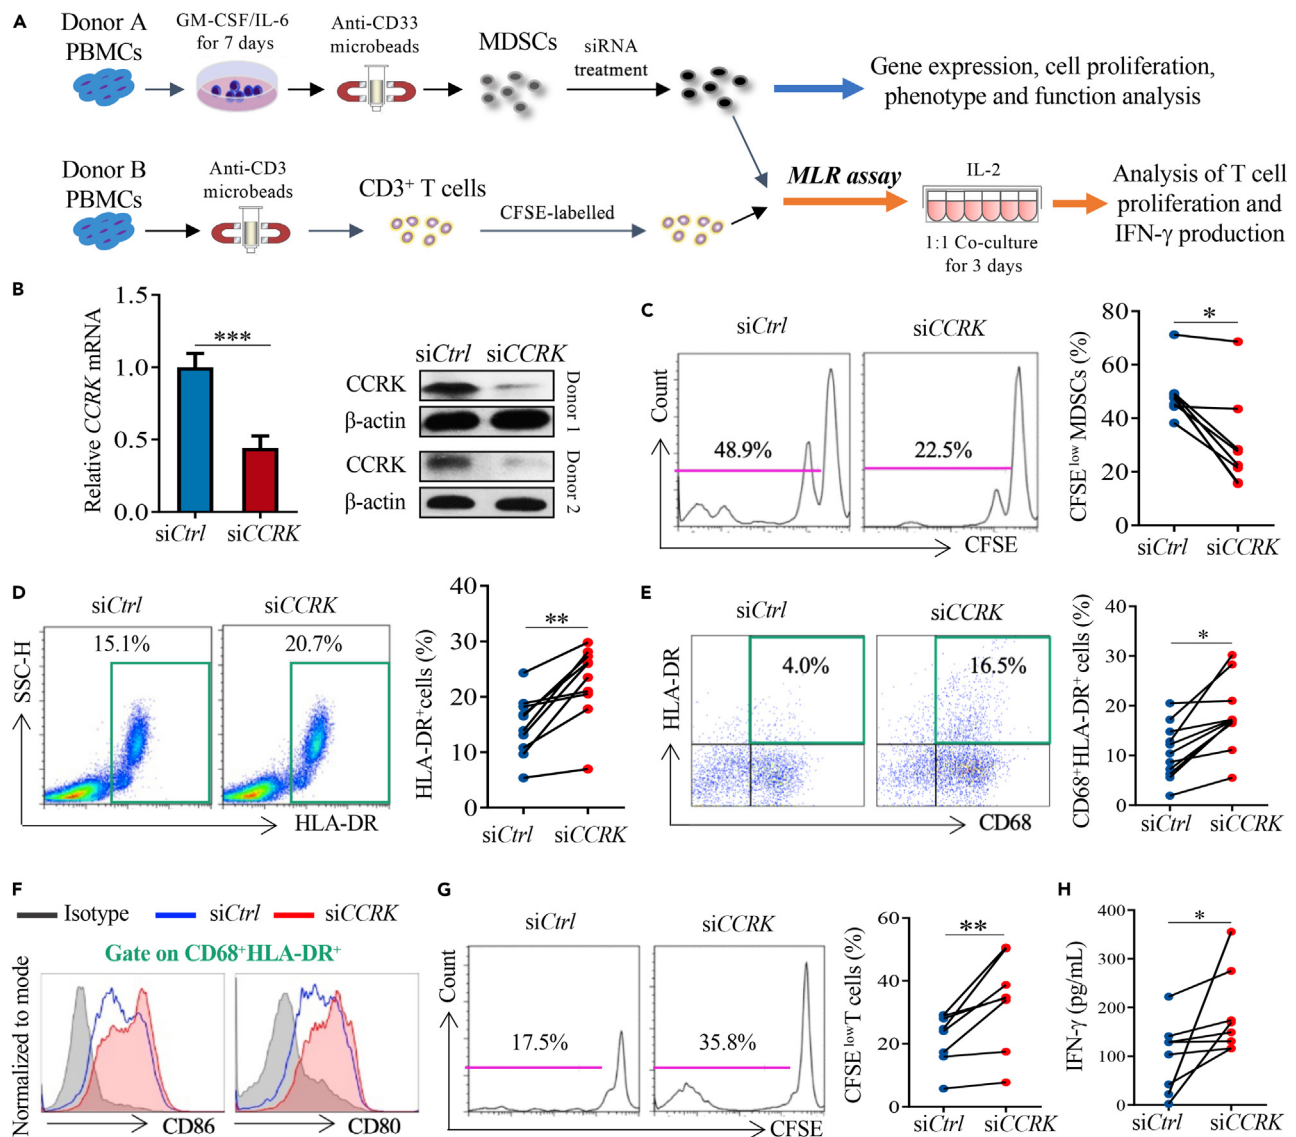 A
Donor A
PBMCs
GM-CSF/IL-6
for 7 days
Anti-CD33
microbeads
MDSCs
siRNA
treatment
Gene expression, cell proliferation,
phenotype and function analysis
Donor B
PBMCs
Anti-CD3
microbeads
CD3⁺ T cells
CFSE-labelled
MLR assay
IL-2
1:1 Co-culture
for 3 days
Analysis of T cell
proliferation and
IFN-γ production
B
Relative CCRK mRNA
1.5
1.0
0.5
0.0
***
siCtrl
siCCRK
siCtrl siCCRK
CCRK
β-actin
Donor 1
CCRK
β-actin
Donor 2
C
siCtrl
siCCRK
Count
48.9%
22.5%
CFSE
CFSE low MDSCs (%)
80
60
40
20
0
*
siCtrl siCCRK
D
siCtrl
siCCRK
15.1%
20.7%
SSC-H
HLA-DR
HLA-DR⁺cells (%)
40
30
20
10
0
**
siCtrl siCCRK
E
siCtrl
siCCRK
HLA-DR
4.0%
16.5%
CD68
CD68⁺HLA-DR⁺ cells (%)
40
30
20
10
0
*
siCtrl siCCRK
F
Isotype
siCtrl
siCCRK
Gate on CD68⁺HLA-DR⁺
Normalized to mode
CD86
CD80
G
siCtrl
siCCRK
Count
17.5%
35.8%
CFSE
CFSE low T cells (%)
60
40
20
0
**
siCtrl siCCRK
H
IFN-γ (pg/mL)
400
300
200
100
0
*
siCtrl siCCRK